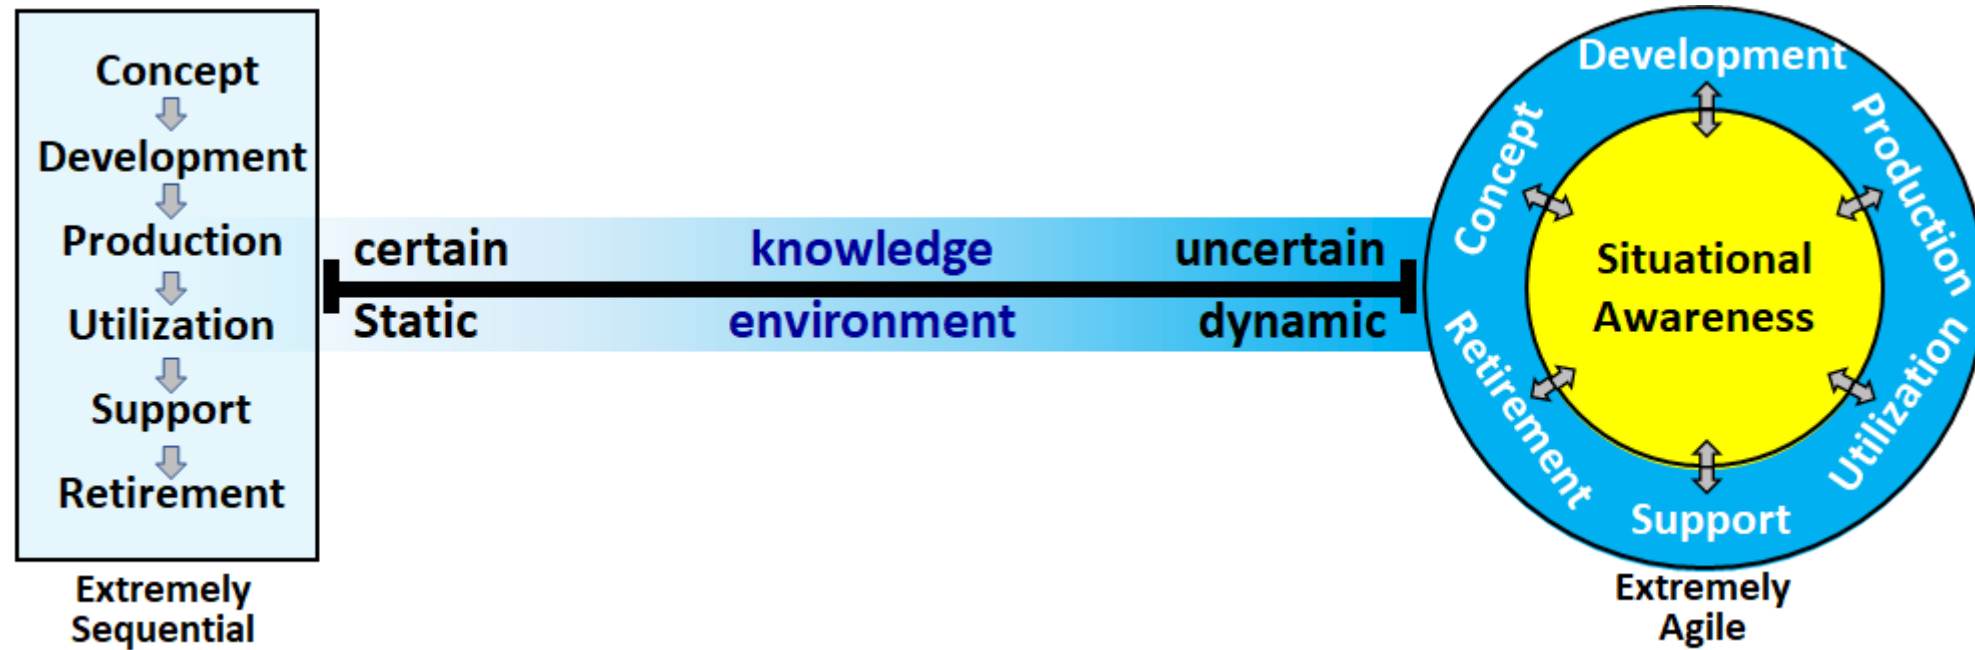 Concept
Development
Production
Utilization
Support
Retirement
Extremely
Sequential
certain knowledge uncertain
Static environment dynamic
Development
Production
Utilization
Support
Retirement
Concept
Situational
Awareness
Extremely
Agile